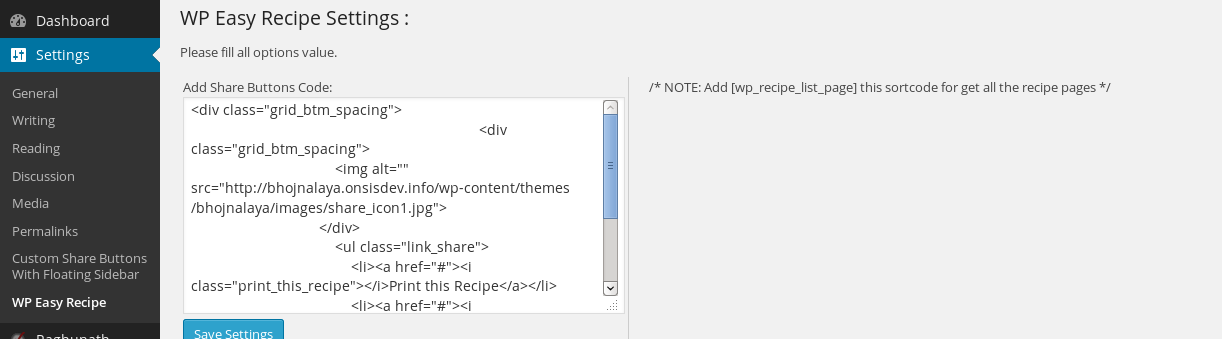 Dashboard
Settings
General
Writing
Reading
Discussion
Media
Permalinks
Custom Share Buttons
With Floating Sidebar
WP Easy Recipe
Raghunath
WP Easy Recipe Settings :
Please fill all options value.
Add Share Buttons Code:
<div class="grid_btm_spacing">
<div
class="grid_btm_spacing">
<img alt=""
src="http://bhojnalaya.onsisdev.info/wp-content/themes
/bhojnalaya/images/share_icon1.jpg">
</div>
<ul class="link_share">
<li><a href="#"><i
class="print_this_recipe"></i>Print this Recipe</a></li>
<li><a href="#"><i
Save Settings
/* NOTE: Add [wp_recipe_list_page] this sortcode for get all the recipe pages */